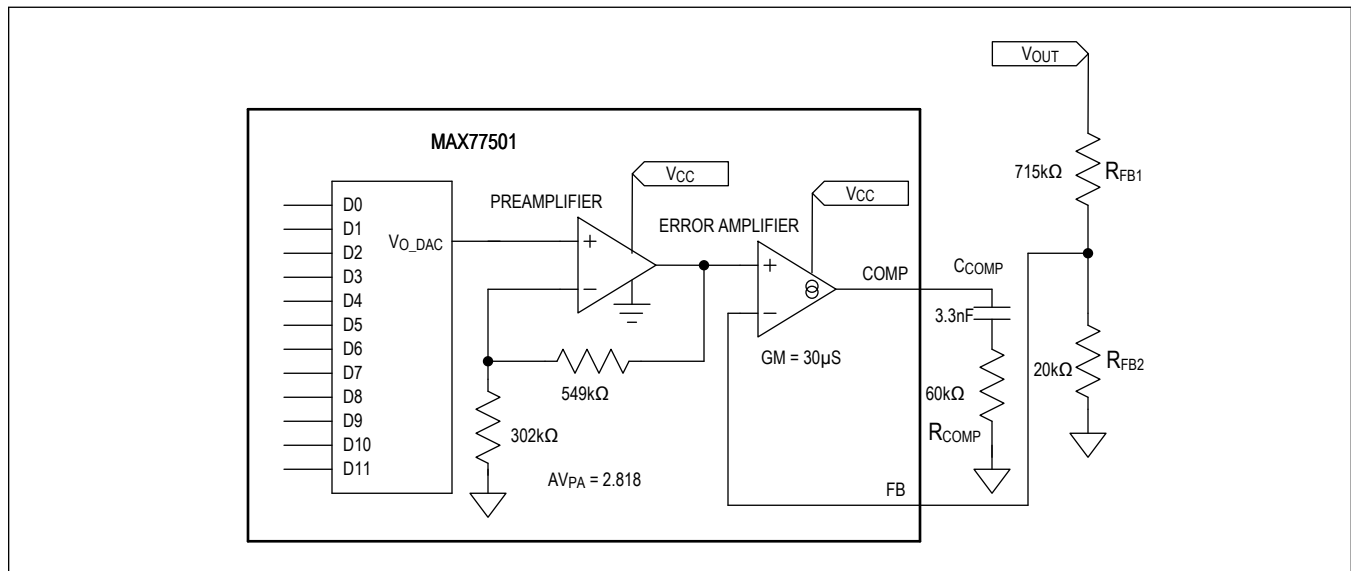 VOUT
MAX77501
VCC
715kΩ
RFB1
PREAMPLIFIER
D0
D1
D2
D3
D4
D5
D6
D7
D8
D9
D10
D11
VO_DAC
+
−
ERROR AMPLIFIER
VCC
+
−
COMP
CCOMP
3.3nF
GM = 30µS
549kΩ
20kΩ
RFB2
60kΩ
RCOMP
302kΩ
AVPA = 2.818
FB